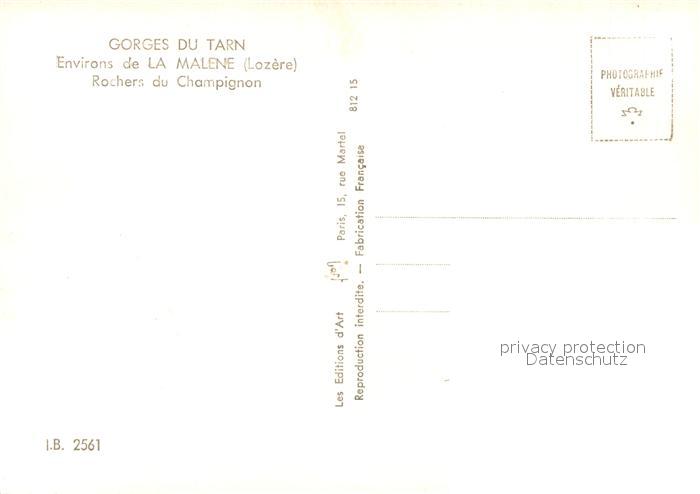 GORGES DU TARN
Environs de LA MALENE (Lozère)
Rochers du Champignon
PHOTOGRAPHIE
VÉRITABLE
Les Editions d'Art Paris, 15, rue Martel 812 15
Reproduction interdite. — Fabrication Française
privacy protection
Datenschutz
I.B. 2561